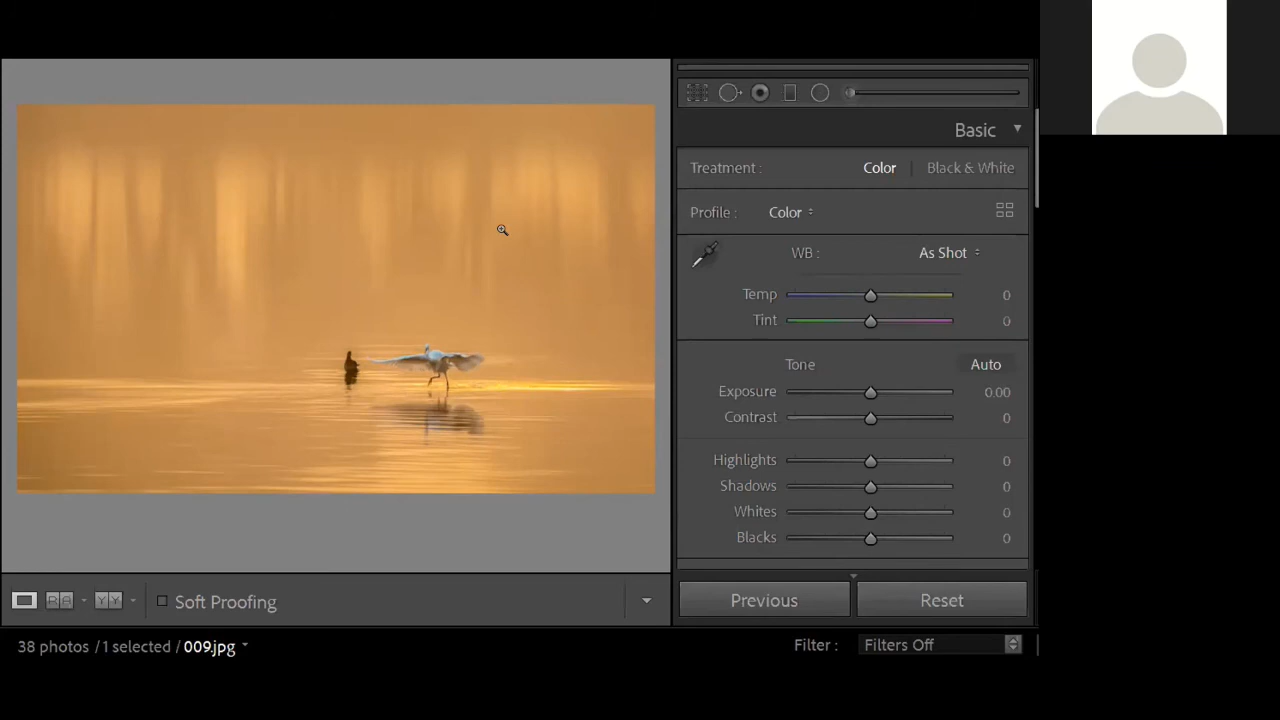 Basic
Treatment : Color Black & White
Profile : Color
WB : As Shot
Temp 0
Tint 0
Tone Auto
Exposure 0.00
Contrast 0
Highlights 0
Shadows 0
Whites 0
Blacks 0
Previous Reset
Soft Proofing
38 photos / 1 selected / 009.jpg
Filter : Filters Off